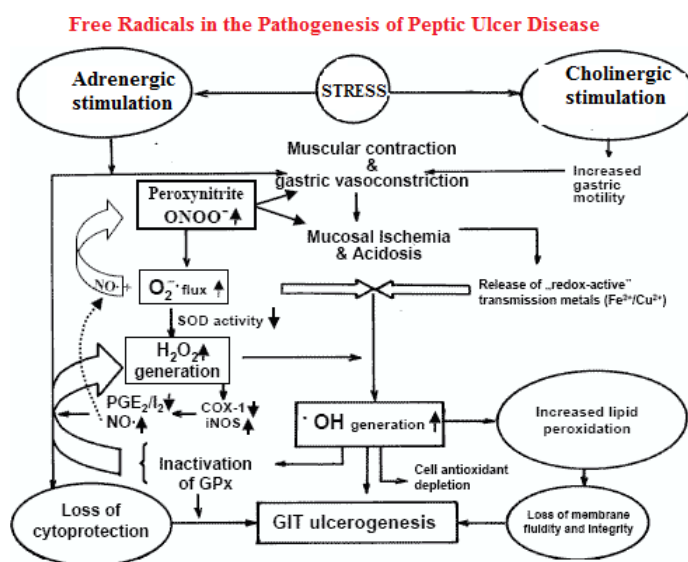 Free Radicals in the Pathogenesis of Peptic Ulcer Disease
Adrenergic
stimulation
STRESS
Cholinergic
stimulation
Muscular contraction
&
gastric vasoconstriction
Increased
gastric
motility
Peroxynitrite
ONOO⁻
Mucosal Ischemia
& Acidosis
NO· +
O₂⁻· flux
Release of „redox-active"
transmission metals (Fe²⁺/Cu²⁺)
SOD activity
H₂O₂
generation
PGE₂/I₂
NO·
COX-1
iNOS
· OH generation
Increased lipid
peroxidation
Inactivation
of GPx
Cell antioxidant
depletion
Loss of
cytoprotection
GIT ulcerogenesis
Loss of membrane
fluidity and Integrity